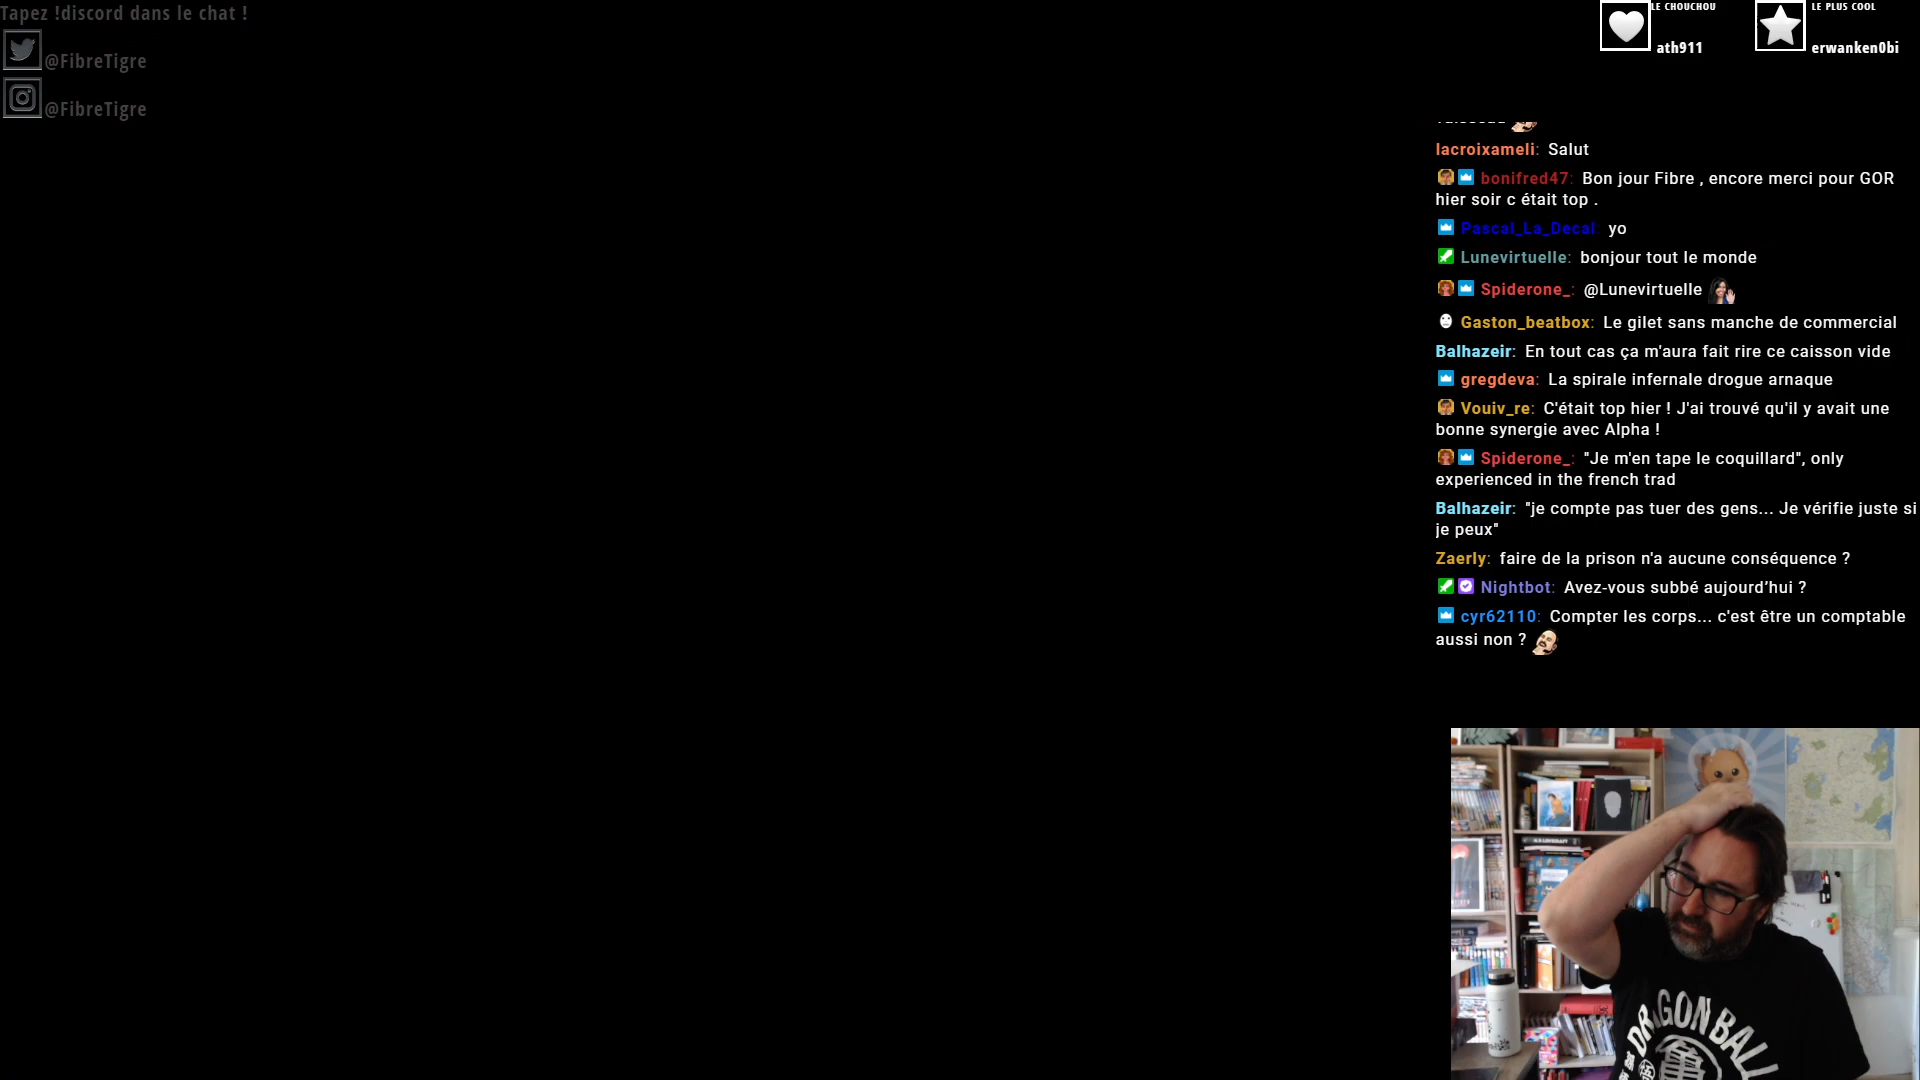 Tapez !discord dans le chat !
@FibreTigre
@FibreTigre
LE CHOUCHOU
ath911
LE PLUS COOL
erwanken0bi
lacroixameli: Salut
bonifred47: Bon jour Fibre , encore merci pour GOR
hier soir c était top .
Pascal_La_Decal: yo
Lunevirtuelle: bonjour tout le monde
Spiderone_: @Lunevirtuelle
Gaston_beatbox: Le gilet sans manche de commercial
Balhazeir: En tout cas ça m'aura fait rire ce caisson vide
gregdeva: La spirale infernale drogue arnaque
Vouiv_re: C'était top hier ! J'ai trouvé qu'il y avait une
bonne synergie avec Alpha !
Spiderone_: "Je m'en tape le coquillard", only
experienced in the french trad
Balhazeir: "je compte pas tuer des gens... Je vérifie juste si
je peux"
Zaerly: faire de la prison n'a aucune conséquence ?
Nightbot: Avez-vous subbé aujourd’hui ?
cyr62110: Compter les corps... c'est être un comptable
aussi non ?
DRAGON BALL